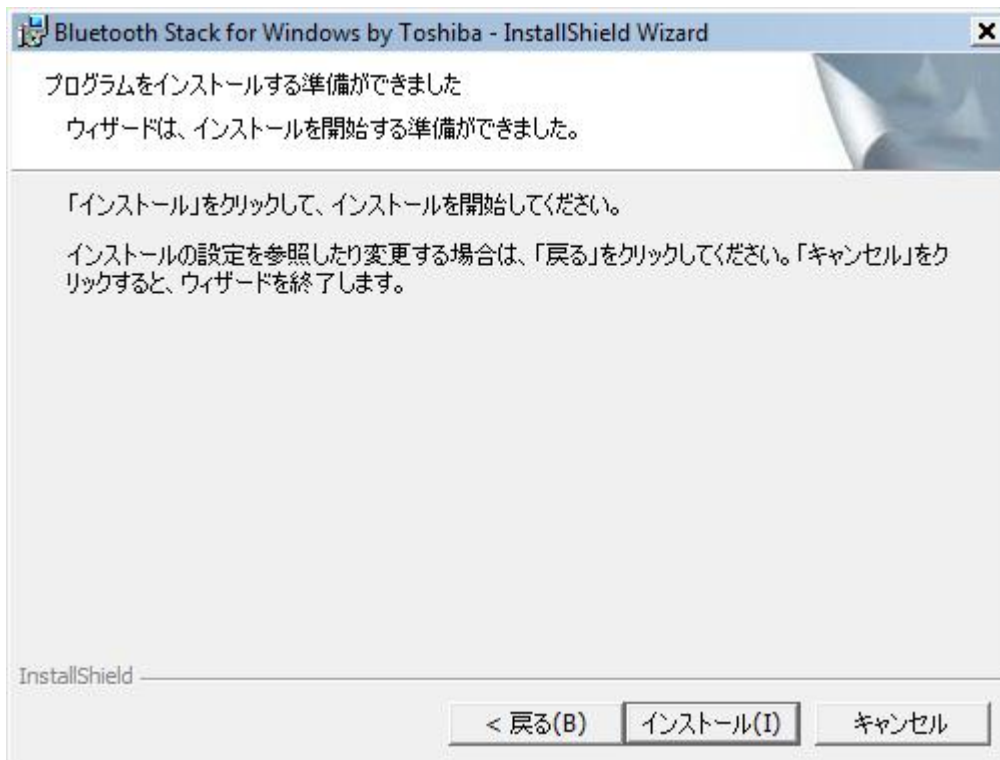 Bluetooth Stack for Windows by Toshiba - InstallShield Wizard
プログラムをインストールする準備ができました
ウィザードは、インストールを開始する準備ができました。
「インストール」をクリックして、インストールを開始してください。
インストールの設定を参照したり変更する場合は、「戻る」をクリックしてください。「キャンセル」をク
リックすると、ウィザードを終了します。
InstallShield
< 戻る(B) インストール(I) キャンセル